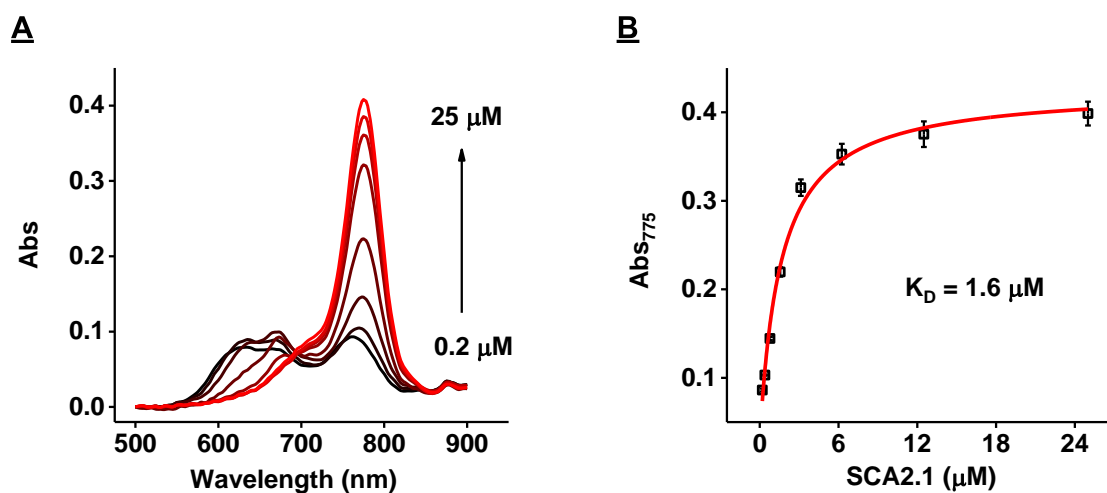 A
B
0.4
0.3
0.2
0.1
0.0
Abs
25 μM
0.2 μM
500 600 700 800 900
Wavelength (nm)
0.4
0.3
0.2
0.1
Abs775
KD = 1.6 μM
0 6 12 18 24
SCA2.1 (μM)